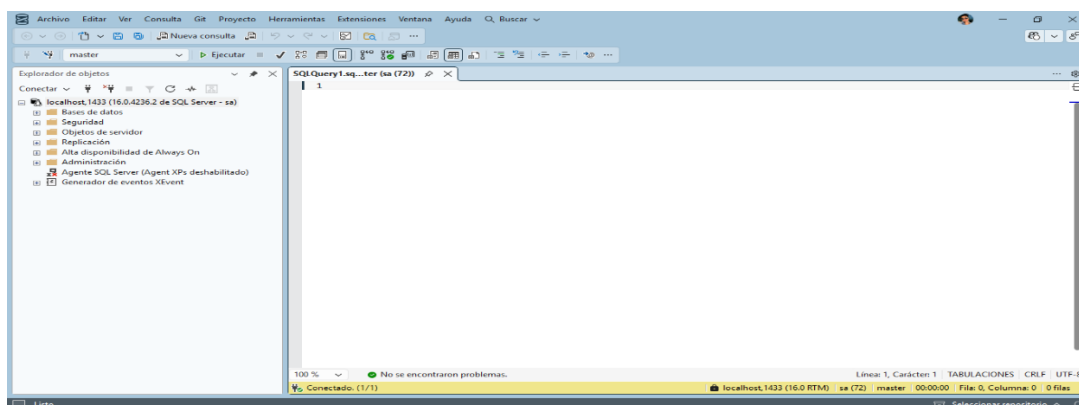 Archivo Editar Ver Consulta Git Proyecto Herramientas Extensiones Ventana Ayuda Buscar
Nueva consulta
master Ejecutar
Explorador de objetos
SQLQuery1.sq...ter (sa (72))
Conectar
1
localhost,1433 (16.0.4236.2 de SQL Server - sa)
Bases de datos
Seguridad
Objetos de servidor
Replicación
Alta disponibilidad de Always On
Administración
Agente SQL Server (Agent XPs deshabilitado)
Generador de eventos XEvent
100 % No se encontraron problemas. Línea: 1, Carácter: 1 TABULACIONES CRLF UTF-8
Conectado. (1/1) localhost,1433 (16.0 RTM) sa (72) master 00:00:00 Fila: 0, Columna: 0 0 filas
Listo Seleccionar repositorio